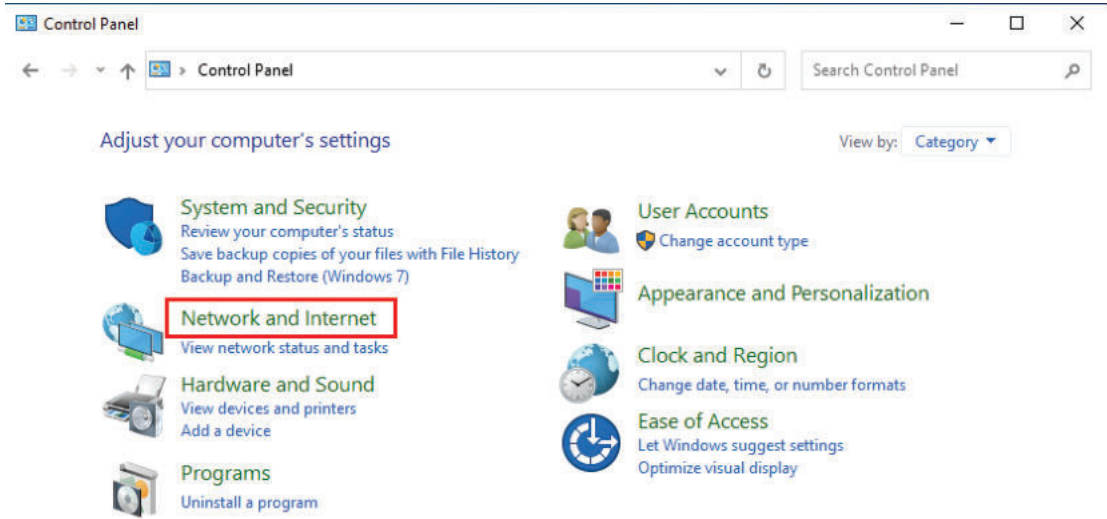 Control Panel
Control Panel
Search Control Panel
Adjust your computer's settings
View by: Category
System and Security
Review your computer's status
Save backup copies of your files with File History
Backup and Restore (Windows 7)
Network and Internet
View network status and tasks
Hardware and Sound
View devices and printers
Add a device
Programs
Uninstall a program
User Accounts
Change account type
Appearance and Personalization
Clock and Region
Change date, time, or number formats
Ease of Access
Let Windows suggest settings
Optimize visual display